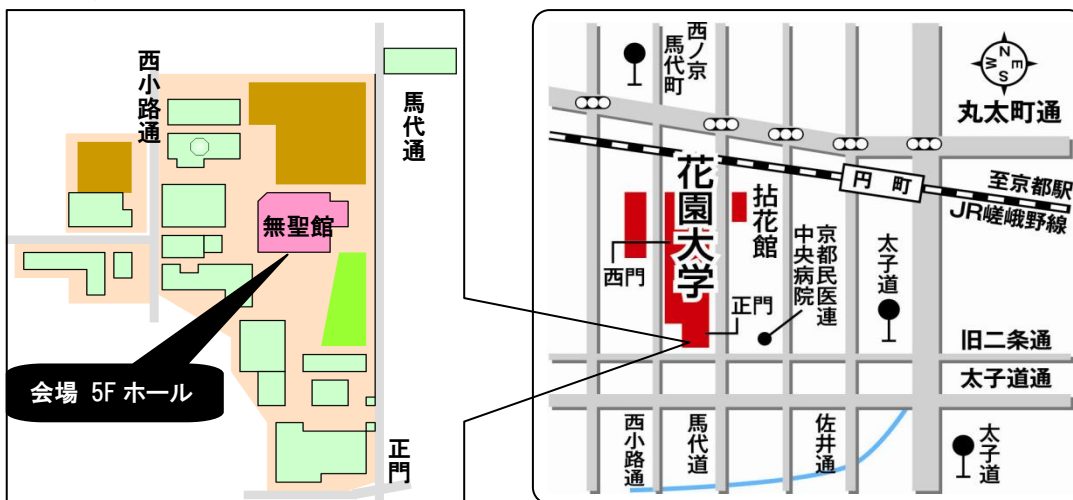 西小路通
馬代通
無聖館
会場 5F ホール
正門
西ノ京
馬代町
N
E
S
W
丸太町通
円町
至京都駅
JR嵯峨野線
花園大学
拈花館
西門
正門
京都民医連
中央病院
太子道
旧二条通
太子道通
西小路通
馬代道
佐井通
太子道